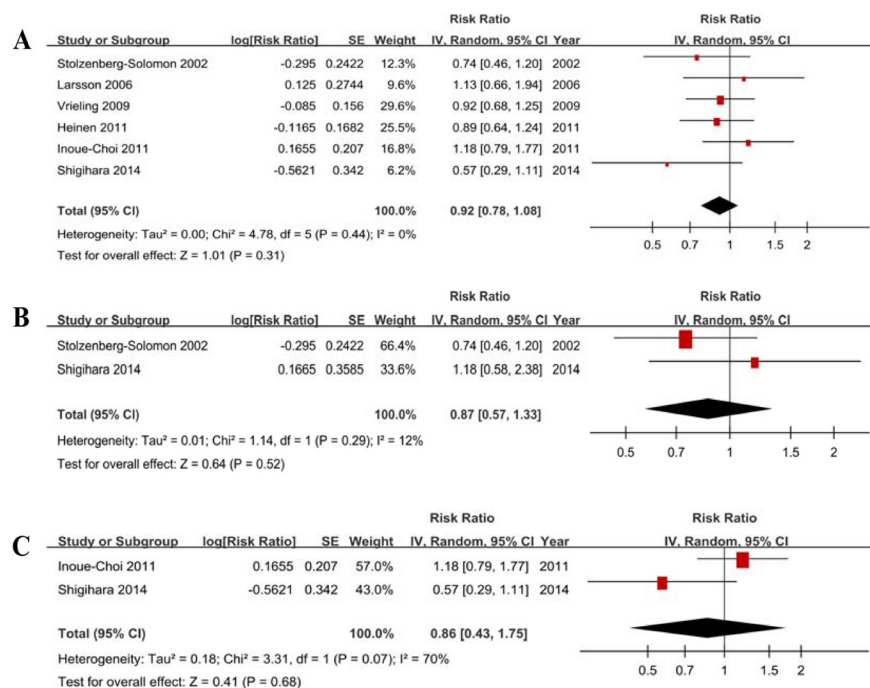 Risk Ratio Risk Ratio
A
Study or Subgroup log[Risk Ratio] SE Weight IV, Random, 95% CI Year IV, Random, 95% CI
Stolzenberg-Solomon 2002 -0.295 0.2422 12.3% 0.74 [0.46, 1.20] 2002
Larsson 2006 0.125 0.2744 9.6% 1.13 [0.66, 1.94] 2006
Vrieling 2009 -0.085 0.156 29.6% 0.92 [0.68, 1.25] 2009
Heinen 2011 -0.1165 0.1682 25.5% 0.89 [0.64, 1.24] 2011
Inoue-Choi 2011 0.1655 0.207 16.8% 1.18 [0.79, 1.77] 2011
Shigihara 2014 -0.5621 0.342 6.2% 0.57 [0.29, 1.11] 2014
Total (95% CI) 100.0% 0.92 [0.78, 1.08]
Heterogeneity: Tau² = 0.00; Chi² = 4.78, df = 5 (P = 0.44); I² = 0%
0.5 0.7 1 1.5 2
Test for overall effect: Z = 1.01 (P = 0.31)
Risk Ratio Risk Ratio
B
Study or Subgroup log[Risk Ratio] SE Weight IV, Random, 95% CI Year IV, Random, 95% CI
Stolzenberg-Solomon 2002 -0.295 0.2422 66.4% 0.74 [0.46, 1.20] 2002
Shigihara 2014 0.1665 0.3585 33.6% 1.18 [0.58, 2.38] 2014
Total (95% CI) 100.0% 0.87 [0.57, 1.33]
Heterogeneity: Tau² = 0.01; Chi² = 1.14, df = 1 (P = 0.29); I² = 12%
0.5 0.7 1 1.5 2
Test for overall effect: Z = 0.64 (P = 0.52)
Risk Ratio Risk Ratio
C
Study or Subgroup log[Risk Ratio] SE Weight IV, Random, 95% CI Year IV, Random, 95% CI
Inoue-Choi 2011 0.1655 0.207 57.0% 1.18 [0.79, 1.77] 2011
Shigihara 2014 -0.5621 0.342 43.0% 0.57 [0.29, 1.11] 2014
Total (95% CI) 100.0% 0.86 [0.43, 1.75]
Heterogeneity: Tau² = 0.18; Chi² = 3.31, df = 1 (P = 0.07); I² = 70%
0.5 0.7 1 1.5 2
Test for overall effect: Z = 0.41 (P = 0.68)